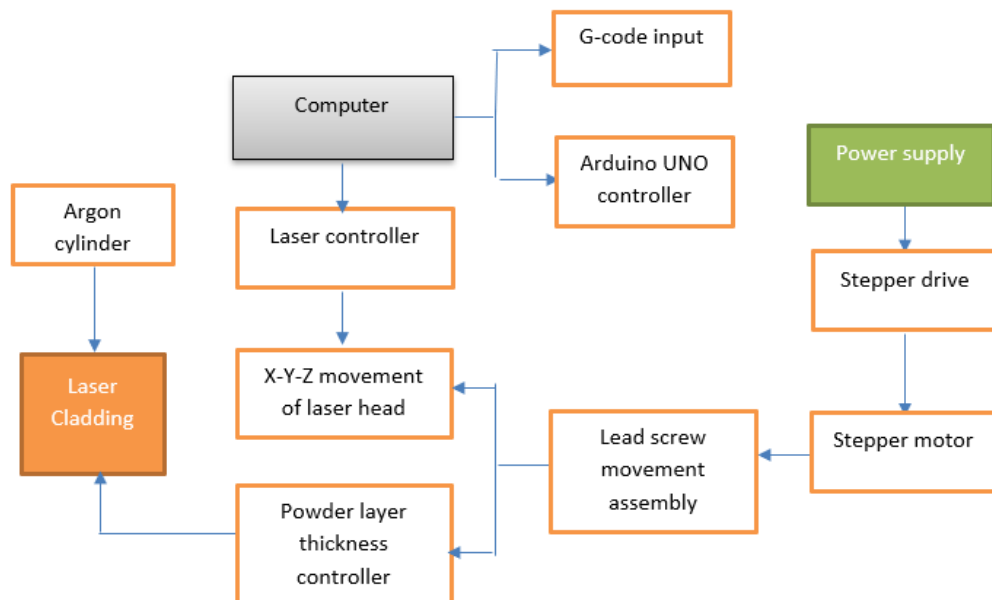 G-code input
Computer
Power supply
Arduino UNO
controller
Argon
cylinder
Laser controller
Stepper drive
Laser
Cladding
X-Y-Z movement
of laser head
Lead screw
movement
assembly
Stepper motor
Powder layer
thickness
controller